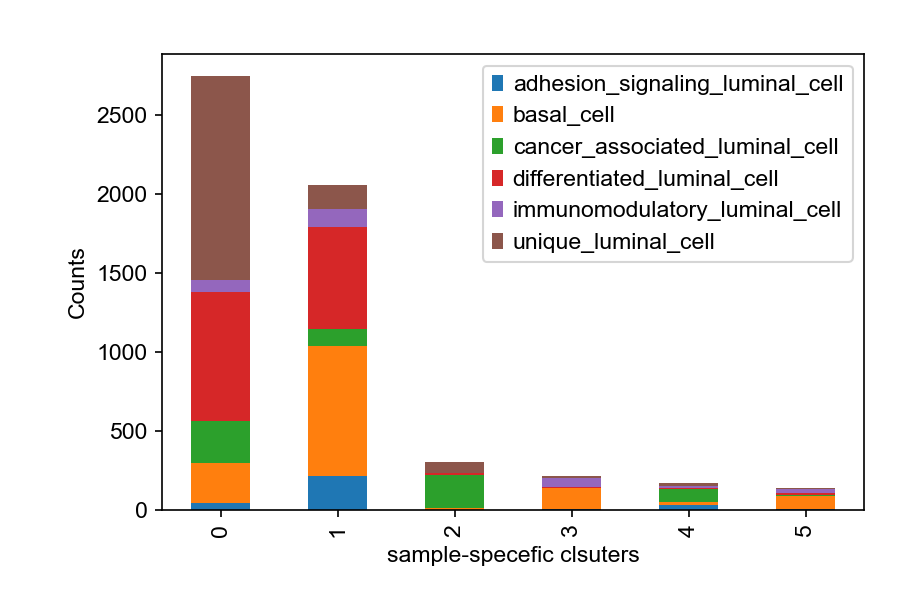 2500
2000
1500
1000
500
0
Counts
adhesion_signaling_luminal_cell
basal_cell
cancer_associated_luminal_cell
differentiated_luminal_cell
immunomodulatory_luminal_cell
unique_luminal_cell
0 1 2 3 4 5
sample-specefic clsuters